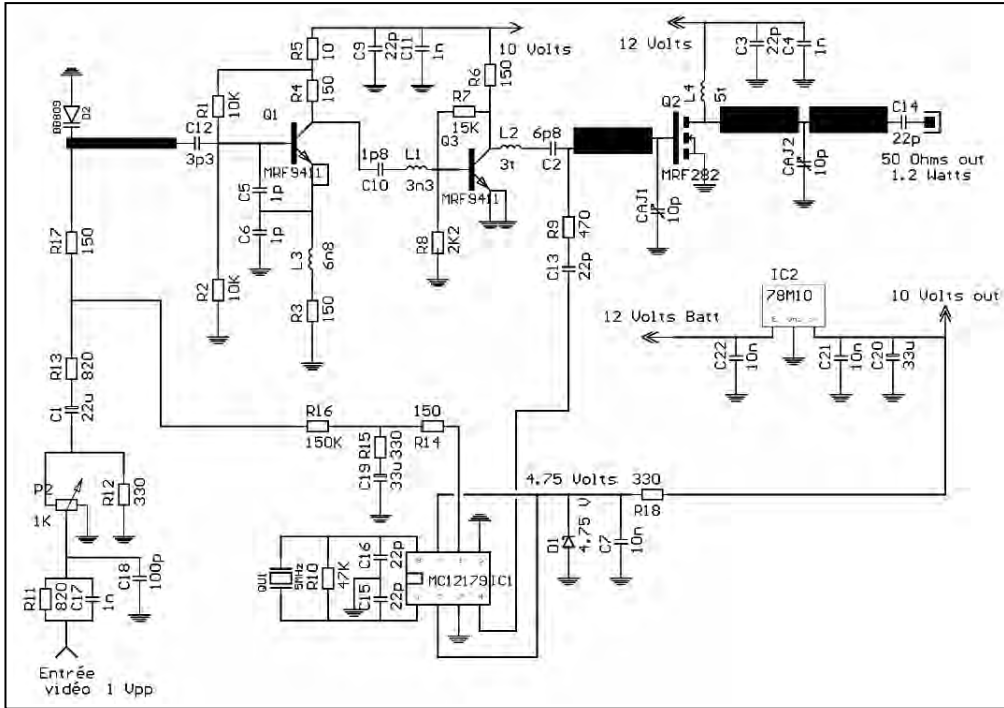 R5
10
C9
22p
C11
1n
10 Volts
12 Volts
C3
22p
C4
1n
BB809
D2
R1
10K
R4
150
Q1
MRF9411
R6
150
R7
15K
Q3
MRF9411
L4
5t
Q2
MRF282
C14
22p
50 Ohms out
1.2 Watts
C12
3p3
1p8
C10
L1
3n3
L2
3t
6p8
C2
CAJ1
10p
CAJ2
10p
C5
1p
C6
1p
R17
150
L3
6n8
R8
2K2
R9
470
C13
22p
R2
10K
R3
150
IC2
78M10
12 Volts Batt
10 Volts out
C22
10n
C21
10n
C20
33u
R13
820
C1
22u
R16
150K
150
R14
R15
330
C19
33u
P2
1K
R12
330
4.75 Volts
330
R18
D1
4.75 V
C7
10n
QU1
5MHz
R10
47K
C16
22p
C15
22p
MC12179
IC1
R11
820
C17
1n
C18
100p
Entrée
vidéo 1 Vpp